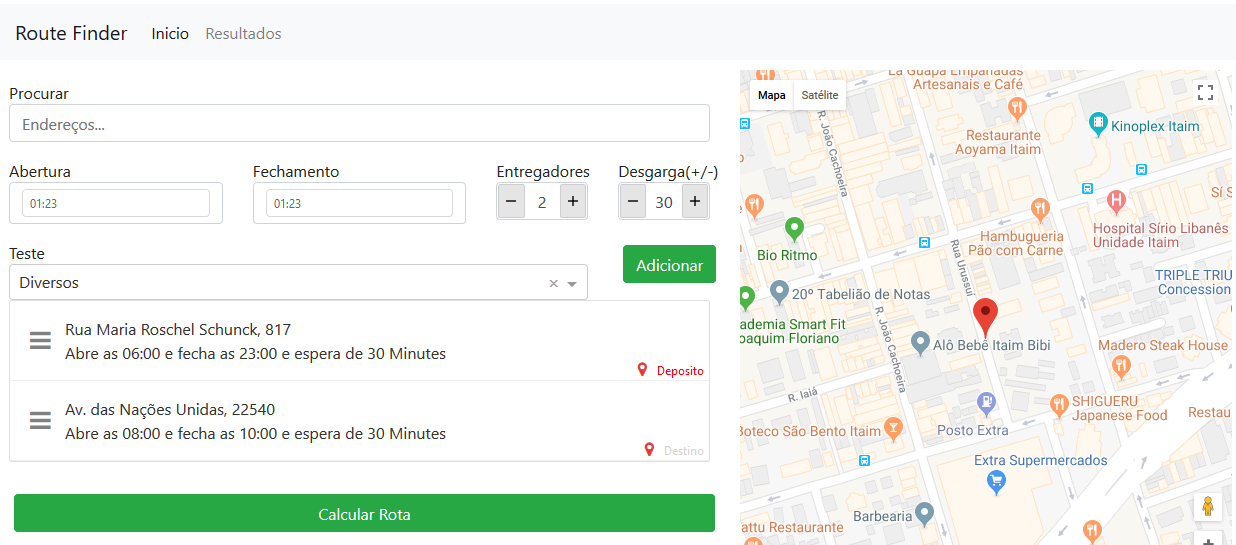 Route Finder Inicio Resultados
Procurar
Endereços...
Abertura Fechamento Entregadores Desgarga(+/-)
01:23 01:23 − 2 + − 30 +
Teste
Diversos × 
Adicionar
Rua Maria Roschel Schunck, 817
Abre as 06:00 e fecha as 23:00 e espera de 30 Minutes
Deposito
Av. das Nações Unidas, 22540
Abre as 08:00 e fecha as 10:00 e espera de 30 Minutes
Destino
Calcular Rota
La Guapa Empanadas
Artesanais e Café
Mapa Satélite
R. João Cachoeira
Restaurante
Aoyama Itaim
Kinoplex Itaim
Sí S
Hospital Sírio Libanês
Unidade Itaim
Hambugueria
Pão com Carne
Bio Ritmo
Rua Urussuí
TRIPLE TRIU
Concession
20º Tabelião de Notas
ademia Smart Fit
oaquim Floriano
R. João Cachoeira
Alô Bebê Itaim Bibi
Madero Steak House
R. Iaiá
SHIGUERU
Japanese Food
Restau
Boteco São Bento Itaim
Posto Extra
Extra Supermercados
Barbearia
attu Restaurante